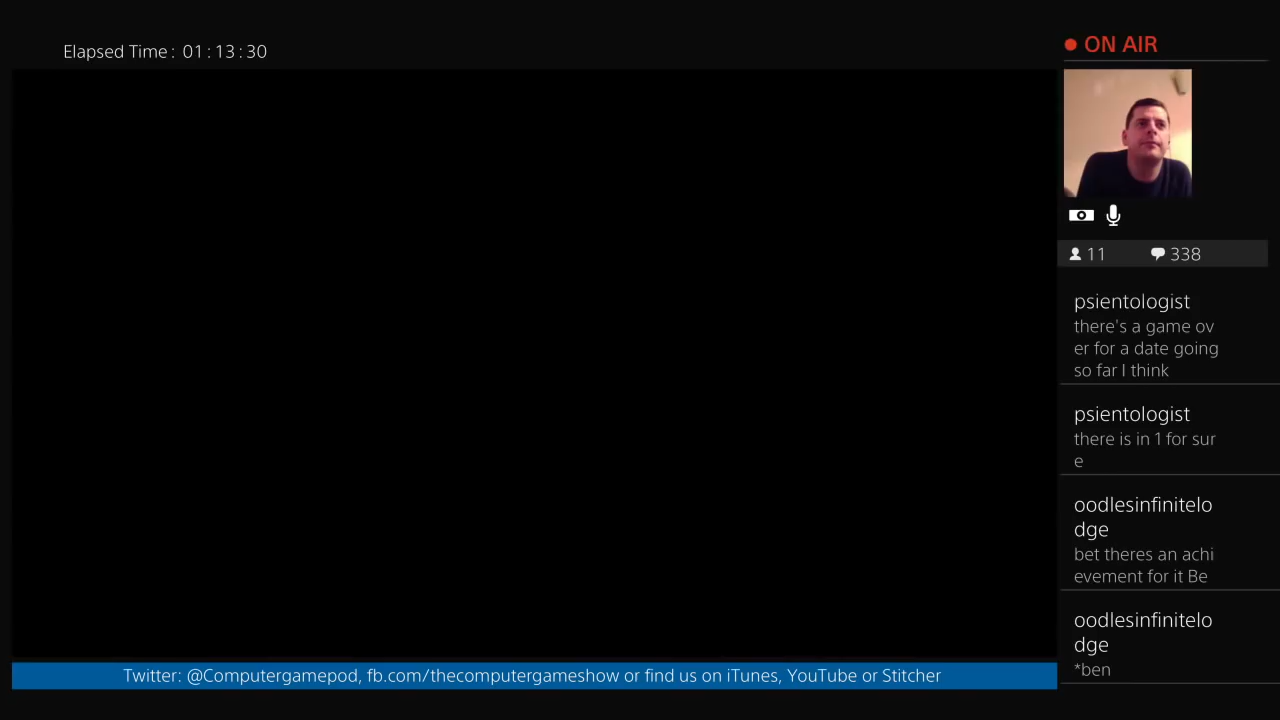 Elapsed Time: 01:13:30
ON AIR
11 338
psientologist
there's a game ov
er for a date going
so far I think
psientologist
there is in 1 for sur
e
oodlesinfinitelo
dge
bet theres an achi
evement for it Be
oodlesinfinitelo
dge
*ben
Twitter: @Computergamepod, fb.com/thecomputergameshow or find us on iTunes, YouTube or Stitcher